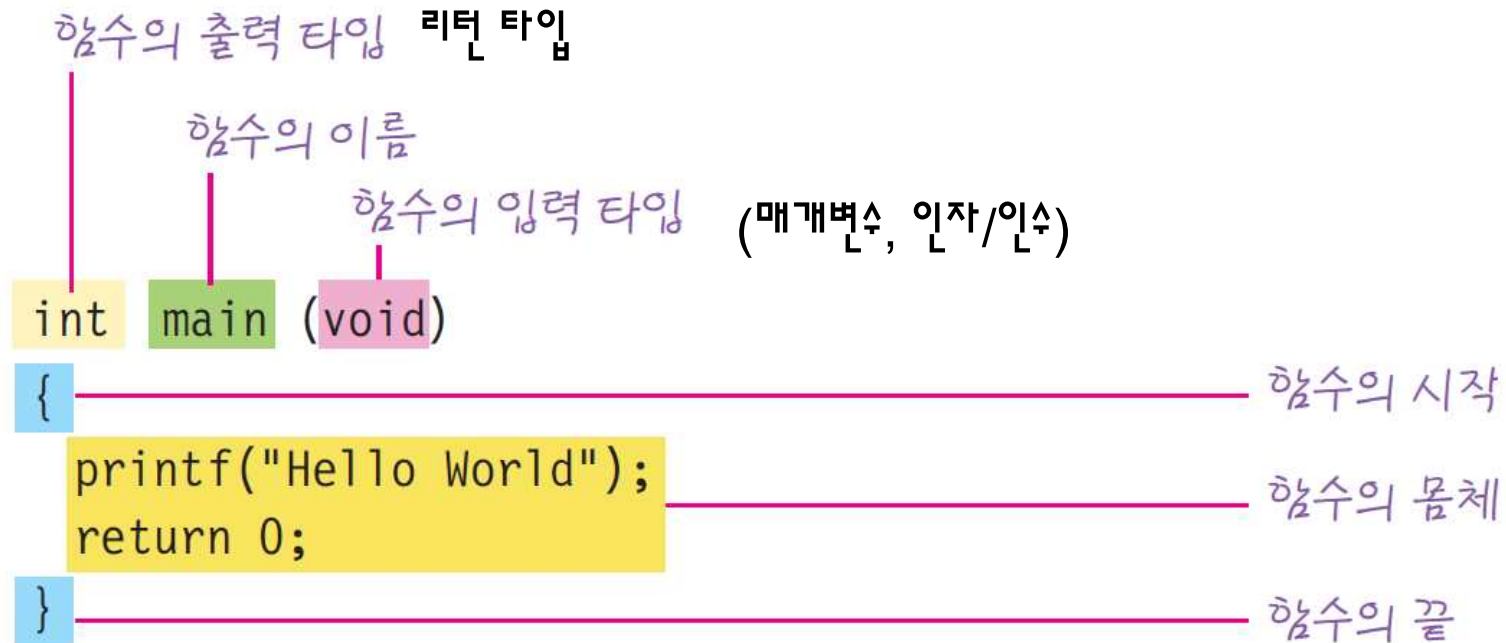 함수의 출력 타입 리턴 타입
함수의 이름
함수의 입력 타입 (매개변수, 인자/인수)
int main (void)
{ 함수의 시작
printf("Hello World");
함수의 몸체
return 0;
} 함수의 끝